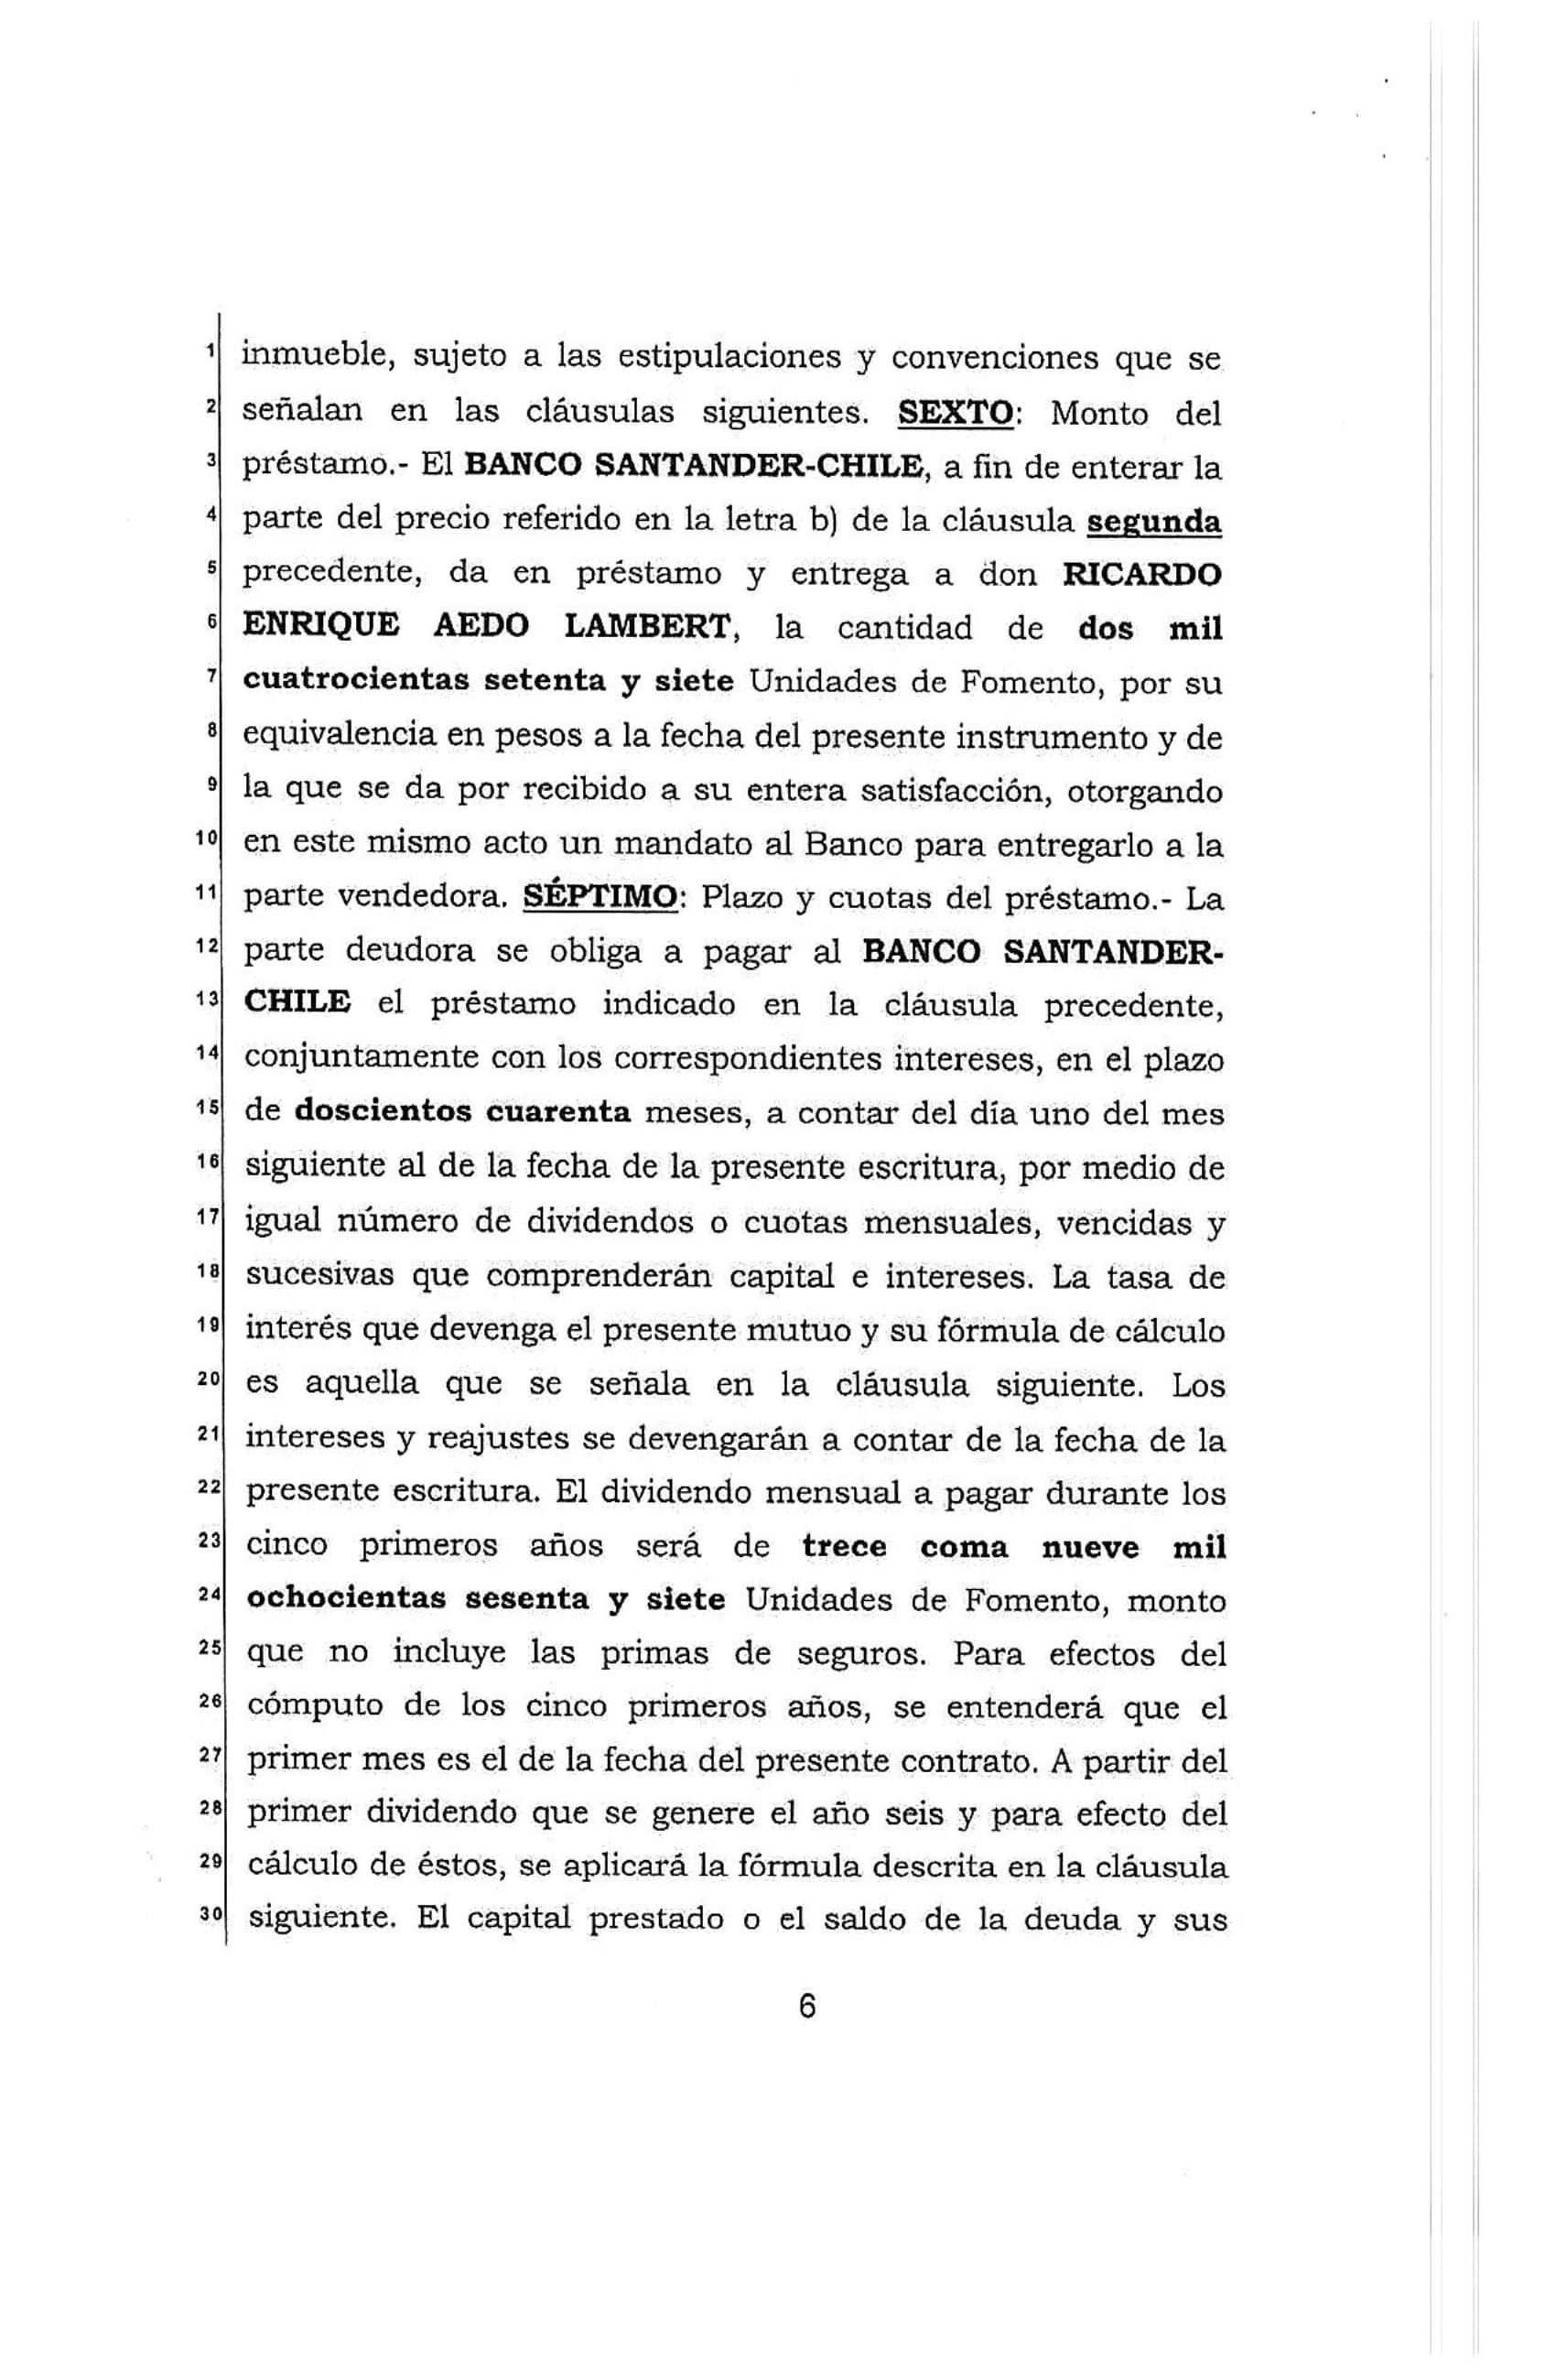 1 inmueble, sujeto a las estipulaciones y convenciones que se
2 señalan en las cláusulas siguientes. SEXTO: Monto del
3 préstamo.- El BANCO SANTANDER-CHILE, a fin de enterar la
4 parte del precio referido en la letra b) de la cláusula segunda
5 precedente, da en préstamo y entrega a don RICARDO
6 ENRIQUE AEDO LAMBERT, la cantidad de dos mil
7 cuatrocientas setenta y siete Unidades de Fomento, por su
8 equivalencia en pesos a la fecha del presente instrumento y de
9 la que se da por recibido a su entera satisfacción, otorgando
10 en este mismo acto un mandato al Banco para entregarlo a la
11 parte vendedora. SÉPTIMO: Plazo y cuotas del préstamo.- La
12 parte deudora se obliga a pagar al BANCO SANTANDER-
13 CHILE el préstamo indicado en la cláusula precedente,
14 conjuntamente con los correspondientes intereses, en el plazo
15 de doscientos cuarenta meses, a contar del día uno del mes
16 siguiente al de la fecha de la presente escritura, por medio de
17 igual número de dividendos o cuotas mensuales, vencidas y
18 sucesivas que comprenderán capital e intereses. La tasa de
19 interés que devenga el presente mutuo y su fórmula de cálculo
20 es aquella que se señala en la cláusula siguiente. Los
21 intereses y reajustes se devengarán a contar de la fecha de la
22 presente escritura. El dividendo mensual a pagar durante los
23 cinco primeros años será de trece coma nueve mil
24 ochocientas sesenta y siete Unidades de Fomento, monto
25 que no incluye las primas de seguros. Para efectos del
26 cómputo de los cinco primeros años, se entenderá que el
27 primer mes es el de la fecha del presente contrato. A partir del
28 primer dividendo que se genere el año seis y para efecto del
29 cálculo de éstos, se aplicará la fórmula descrita en la cláusula
30 siguiente. El capital prestado o el saldo de la deuda y sus
6